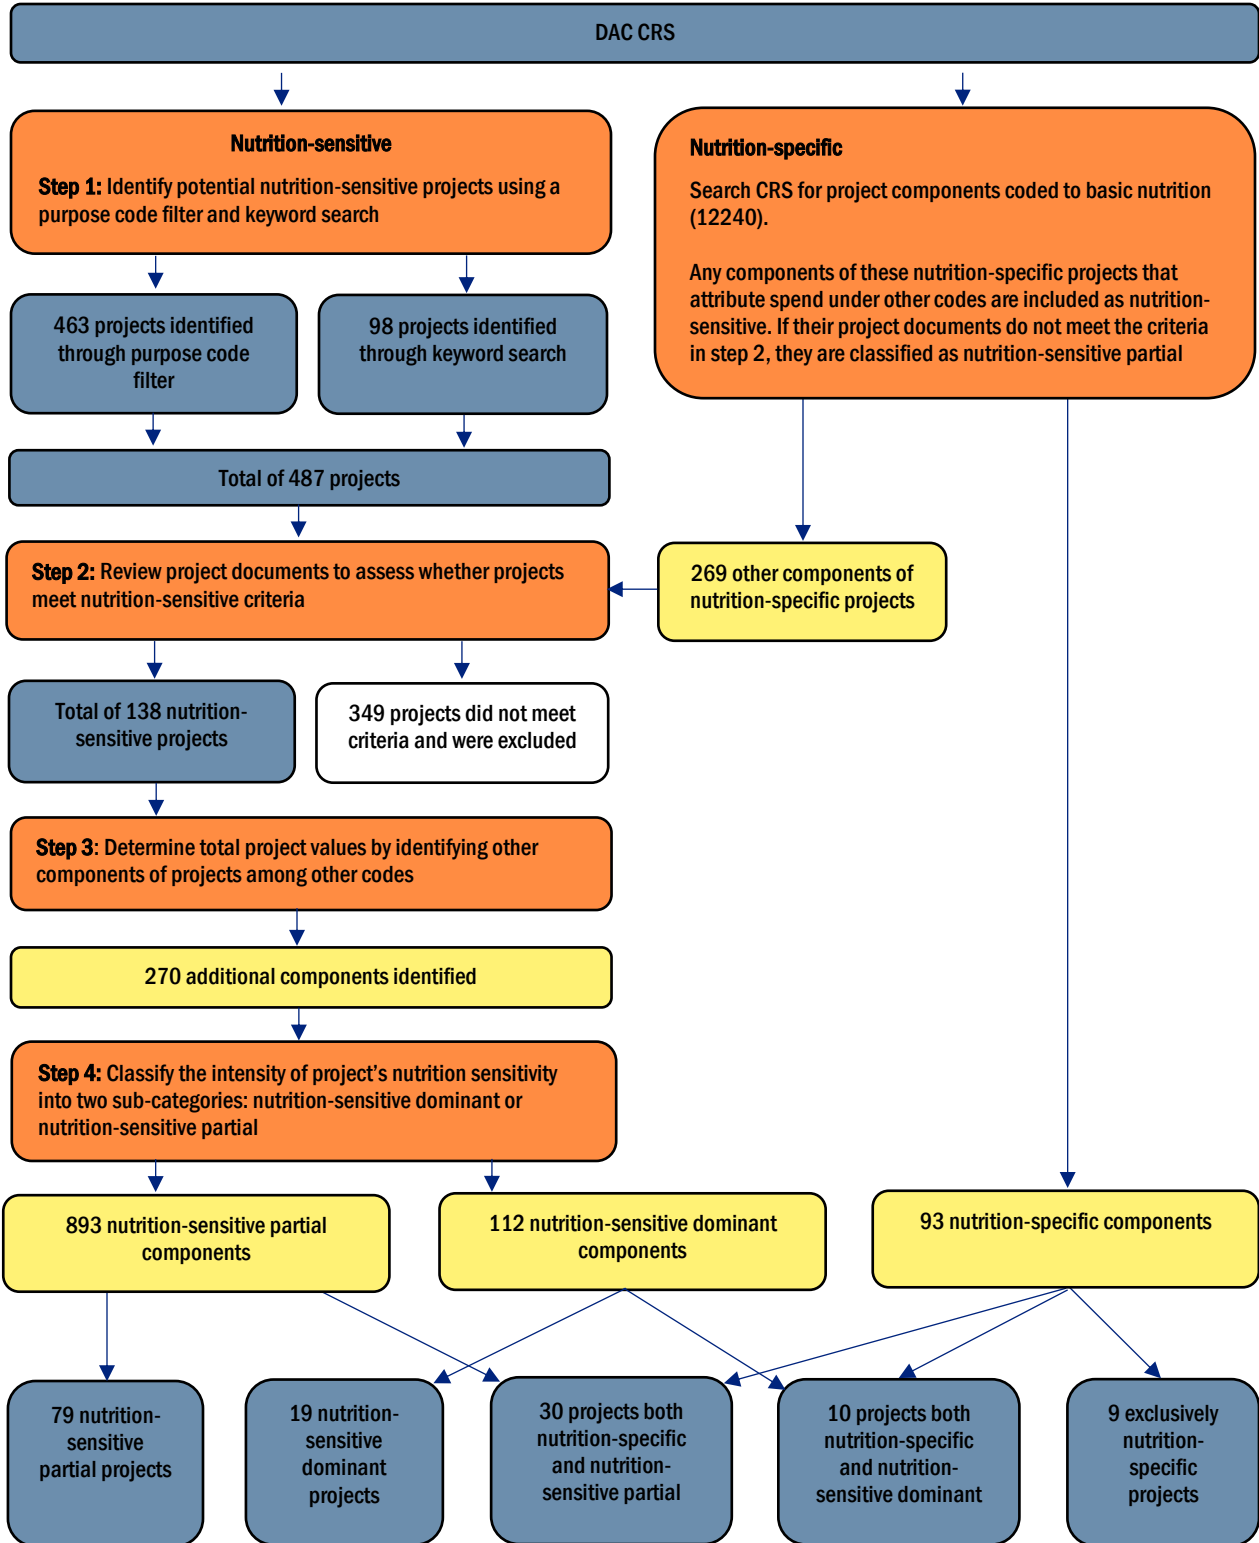 DAC CRS
Nutrition-sensitive
Step 1: Identify potential nutrition-sensitive projects using a
purpose code filter and keyword search
Nutrition-specific
Search CRS for project components coded to basic nutrition
(12240).
Any components of these nutrition-specific projects that
attribute spend under other codes are included as nutrition-
sensitive. If their project documents do not meet the criteria
in step 2, they are classified as nutrition-sensitive partial
463 projects identified
through purpose code
filter
98 projects identified
through keyword search
Total of 487 projects
Step 2: Review project documents to assess whether projects
meet nutrition-sensitive criteria
269 other components of
nutrition-specific projects
Total of 138 nutrition-
sensitive projects
349 projects did not meet
criteria and were excluded
Step 3: Determine total project values by identifying other
components of projects among other codes
270 additional components identified
Step 4: Classify the intensity of project’s nutrition sensitivity
into two sub-categories: nutrition-sensitive dominant or
nutrition-sensitive partial
893 nutrition-sensitive partial
components
112 nutrition-sensitive dominant
components
93 nutrition-specific components
79 nutrition-
sensitive
partial projects
19 nutrition-
sensitive
dominant
projects
30 projects both
nutrition-specific
and nutrition-
sensitive partial
10 projects both
nutrition-specific
and nutrition-
sensitive dominant
9 exclusively
nutrition-
specific
projects